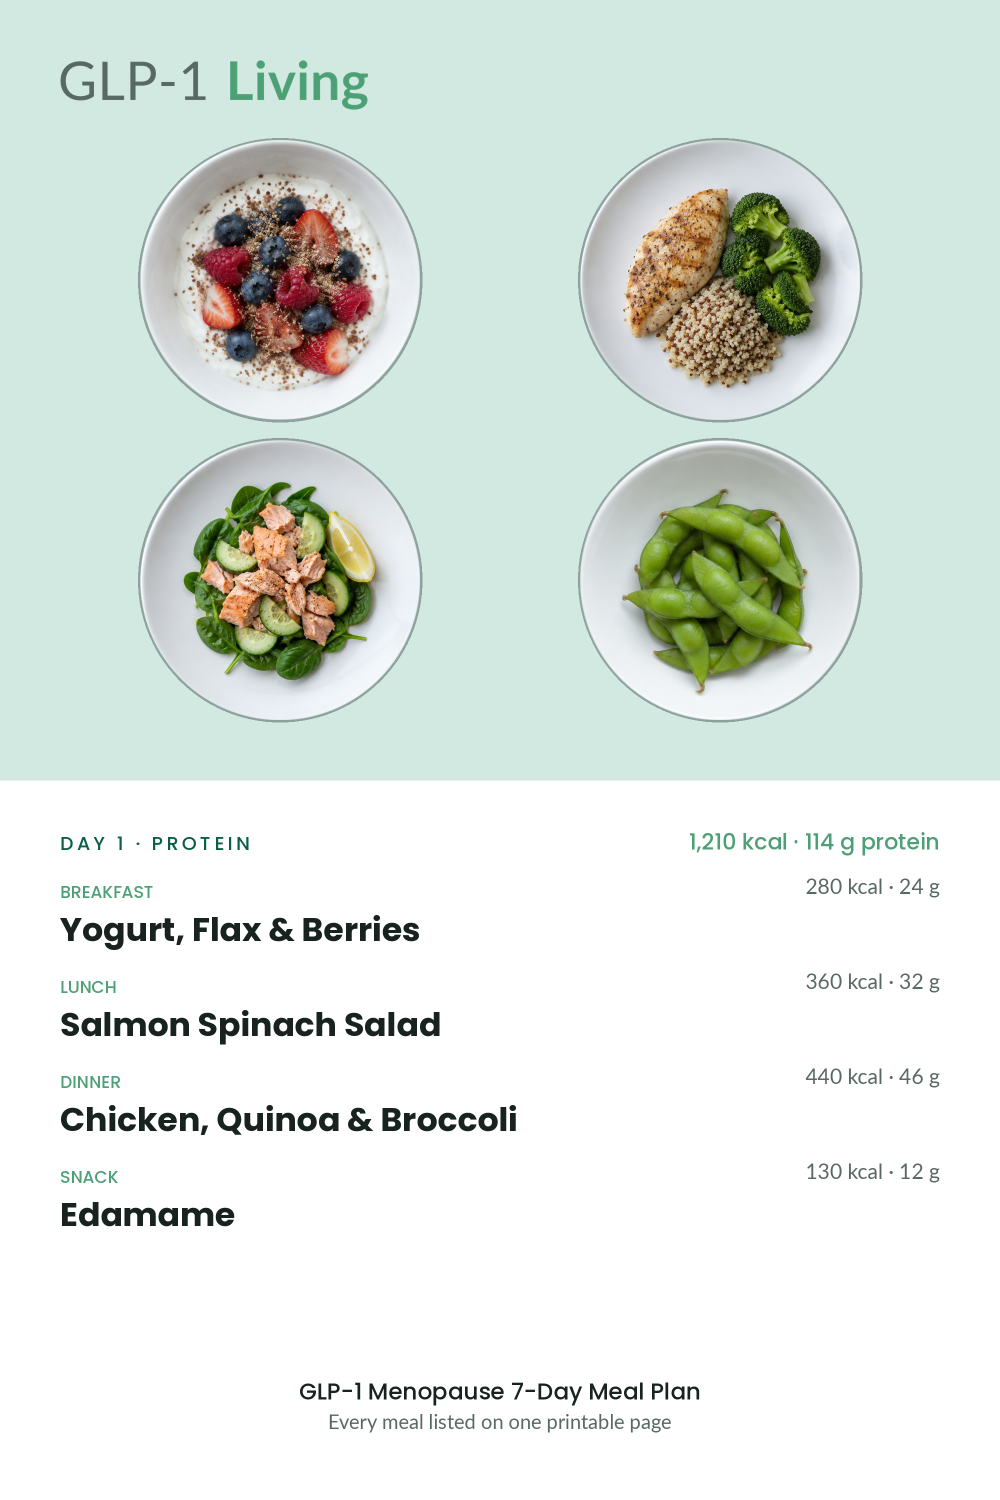 GLP-1 Living
DAY 1 · PROTEIN
1,210 kcal · 114 g protein
BREAKFAST
280 kcal · 24 g
Yogurt, Flax & Berries
LUNCH
360 kcal · 32 g
Salmon Spinach Salad
DINNER
440 kcal · 46 g
Chicken, Quinoa & Broccoli
SNACK
130 kcal · 12 g
Edamame
GLP-1 Menopause 7-Day Meal Plan
Every meal listed on one printable page